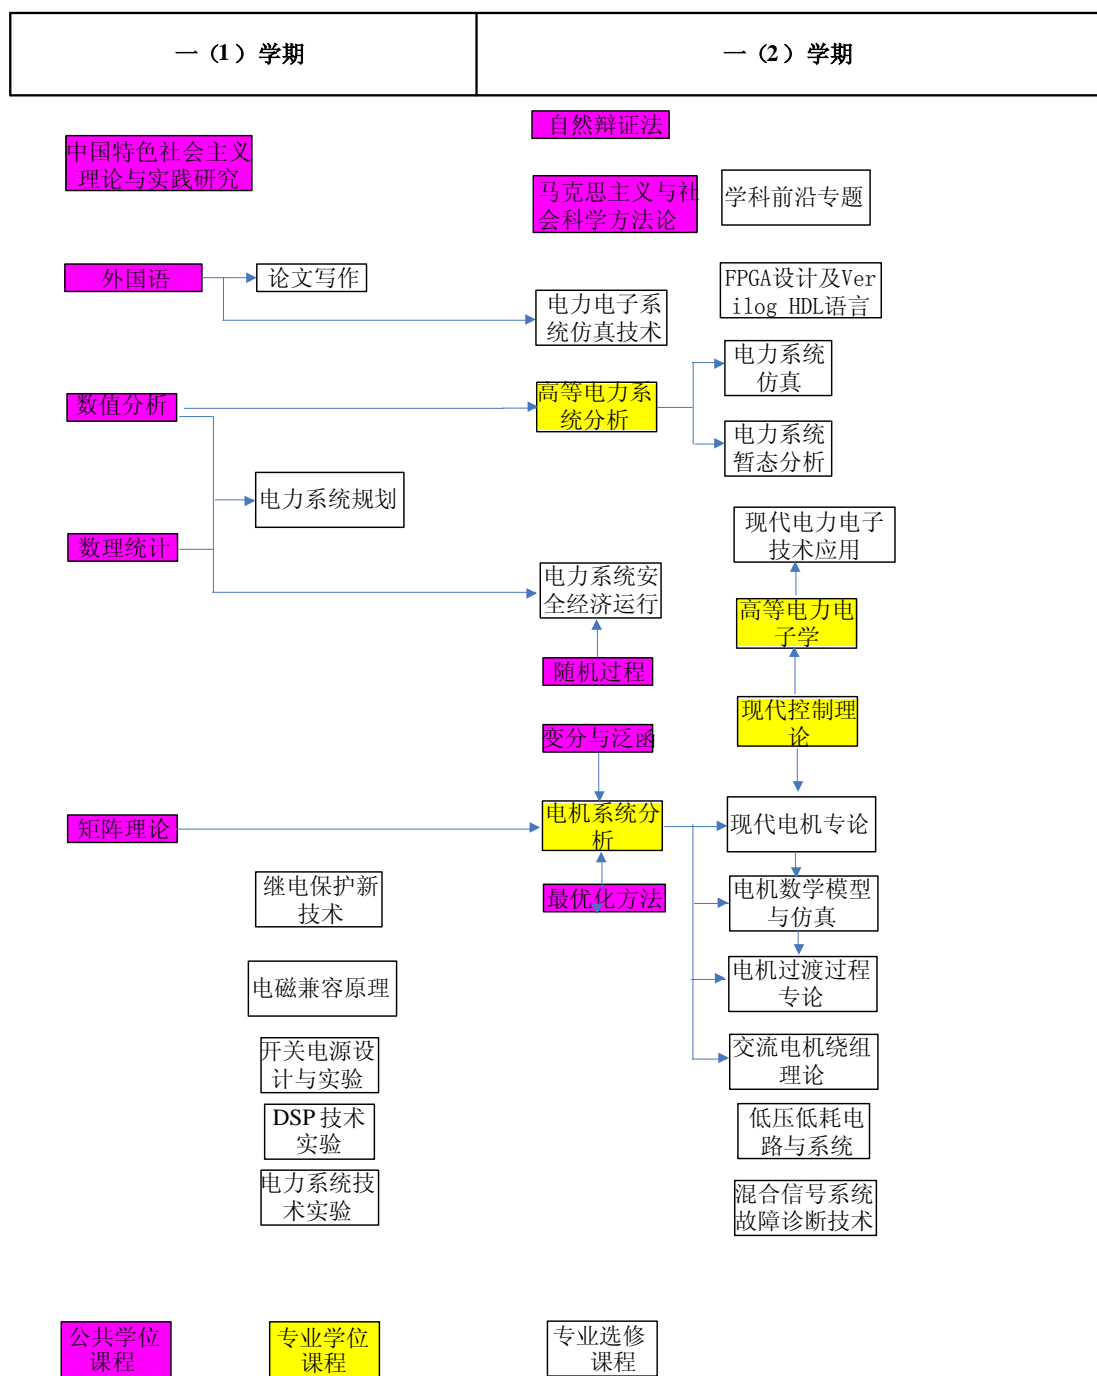 一（1）学期
一（2）学期
自然辩证法
中国特色社会主义
理论与实践研究
马克思主义与社
会科学方法论
学科前沿专题
外国语
论文写作
FPGA设计及Ver
ilog HDL语言
电力电子系
统仿真技术
电力系统
仿真
数值分析
高等电力系
统分析
电力系统
暂态分析
电力系统规划
现代电力电子
技术应用
数理统计
电力系统安
全经济运行
高等电力电
子学
随机过程
现代控制理
论
变分与泛函
矩阵理论
电机系统分
析
现代电机专论
继电保护新
技术
最优化方法
电机数学模型
与仿真
电磁兼容原理
电机过渡过程
专论
开关电源设
计与实验
交流电机绕组
理论
DSP技术
实验
低压低耗电
路与系统
电力系统技
术实验
混合信号系统
故障诊断技术
公共学位
课程
专业学位
课程
专业选修
课程